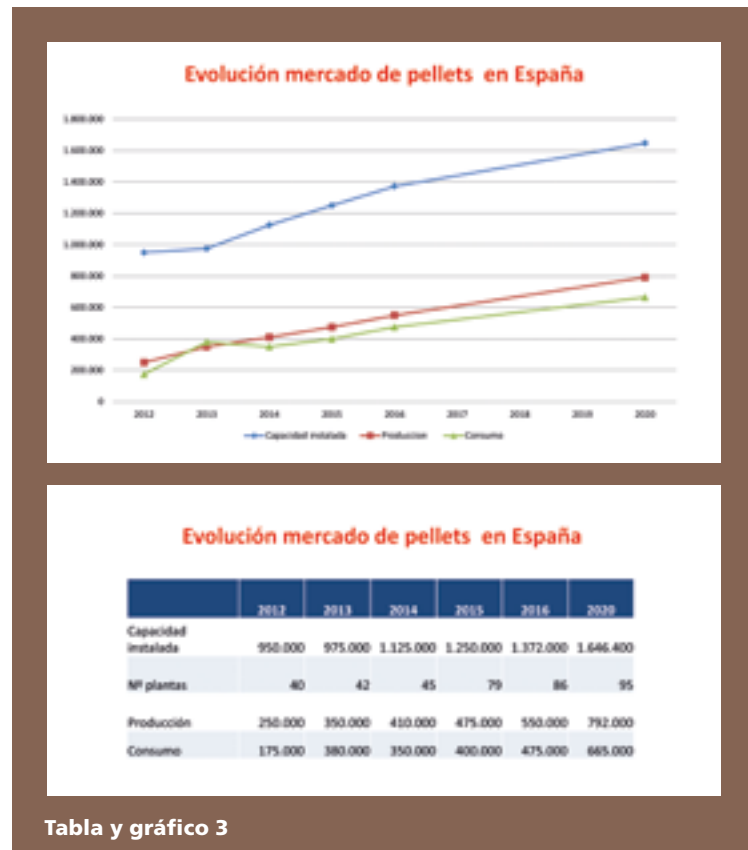 Evolución mercado de pellets en España
1.800.000
1.600.000
1.400.000
1.200.000
1.000.000
800.000
600.000
400.000
200.000
0
2012 2013 2014 2015 2016 2017 2018 2019 2020
Capacidad instalada Produccion Consumo
Evolución mercado de pellets en España
2012 2013 2014 2015 2016 2020
Capacidad
instalada 950.000 975.000 1.125.000 1.250.000 1.372.000 1.646.400
Nº plantas 40 42 45 79 86 95
Producción 250.000 350.000 410.000 475.000 550.000 792.000
Consumo 175.000 380.000 350.000 400.000 475.000 665.000
Tabla y gráfico 3